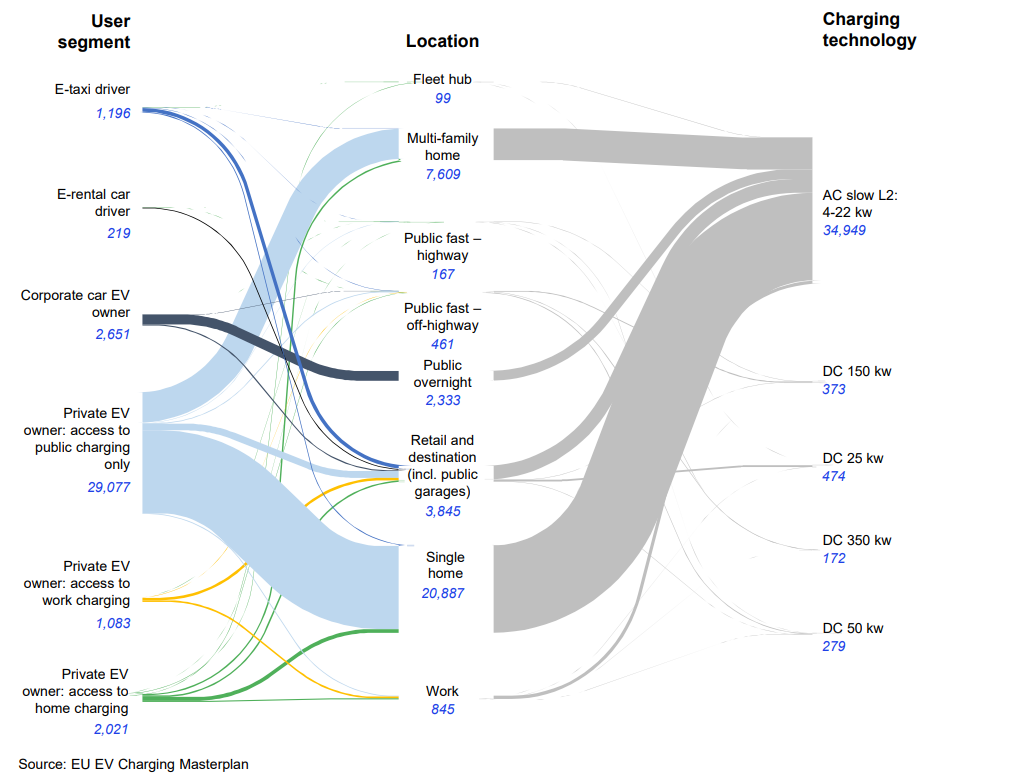 User
segment
E-taxi driver
1,196
E-rental car
driver
219
Corporate car EV
owner
2,651
Private EV
owner: access to
public charging
only
29,077
Private EV
owner: access to
work charging
1,083
Private EV
owner: access to
home charging
2,021
Location
Fleet hub
99
Multi-family
home
7,609
Public fast –
highway
167
Public fast –
off-highway
461
Public
overnight
2,333
Retail and
destination
(incl. public
garages)
3,845
Single
home
20,887
Work
845
Charging
technology
AC slow L2:
4-22 kw
34,949
DC 150 kw
373
DC 25 kw
474
DC 350 kw
172
DC 50 kw
279
Source: EU EV Charging Masterplan